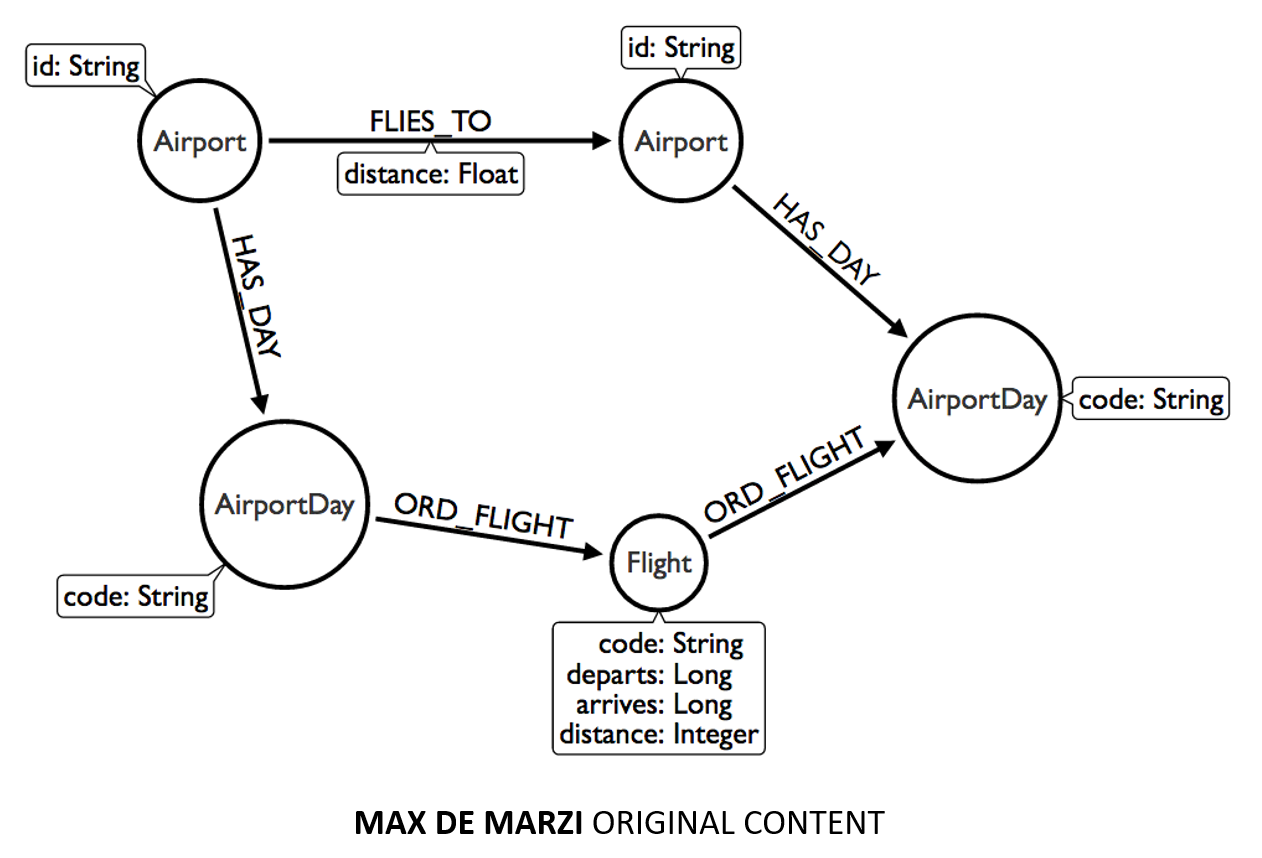 id: String
id: String
Airport
FLIES_TO
Airport
distance: Float
HAS_DAY
HAS_DAY
AirportDay
code: String
AirportDay
ORD_FLIGHT
ORD_FLIGHT
Flight
code: String
code: String
departs: Long
arrives: Long
distance: Integer
MAX DE MARZI ORIGINAL CONTENT